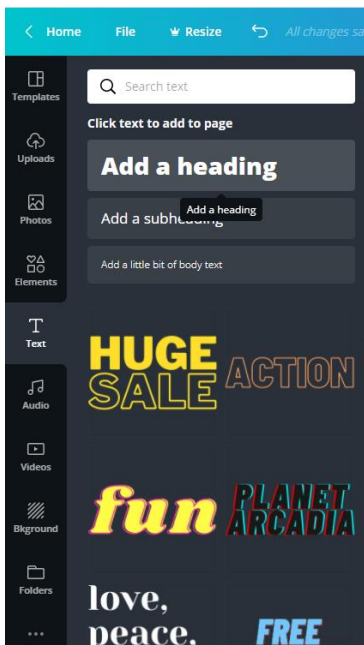 Home File Resize All changes sa
Templates
Search text
Click text to add to page
Uploads
Add a heading
Photos
Add a heading
Add a subheading
Elements
Add a little bit of body text
Text
HUGE
SALE
ACTION
Audio
Videos
fun
PLANET
ARCADIA
Bkground
Folders
love,
peace,
FREE